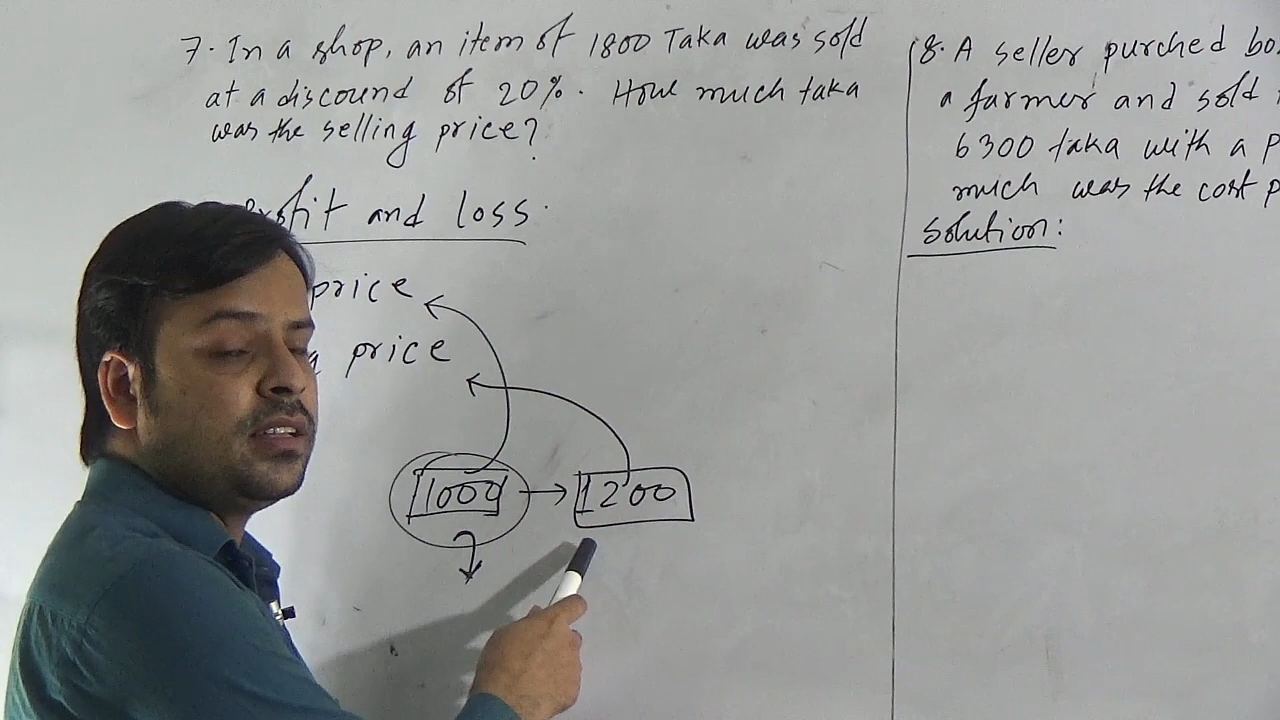 7. In a shop, an item of 1800 Taka was sold
at a discound of 20%. How much taka
was the selling price?
and loss.
price
price
1000 → 1200
8. A seller purched
a farmer and sold
6300 taka with a
much was the cost
Solution: